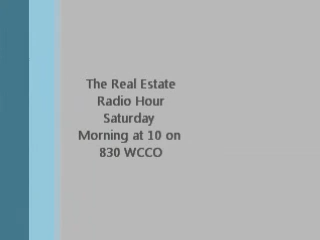 The Real Estate
Radio Hour
Saturday
Morning at 10 on
830 WCCO